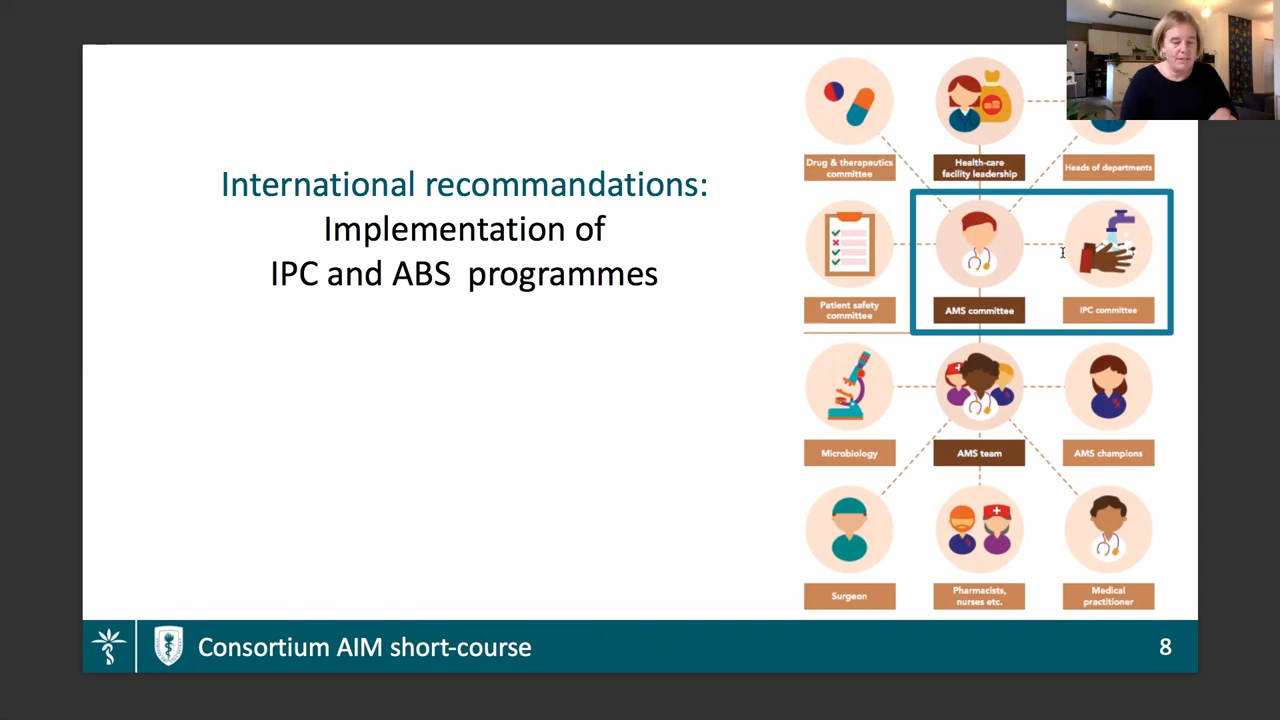 International recommandations:
Implementation of
IPC and ABS programmes
Drug & therapeutics
committee
Health-care
facility leadership
Heads of departments
Patient safety
committee
AMS committee
IPC committee
Microbiology
AMS team
AMS champions
Surgeon
Pharmacists,
nurses etc.
Medical
practitioner
Consortium AIM short-course
8